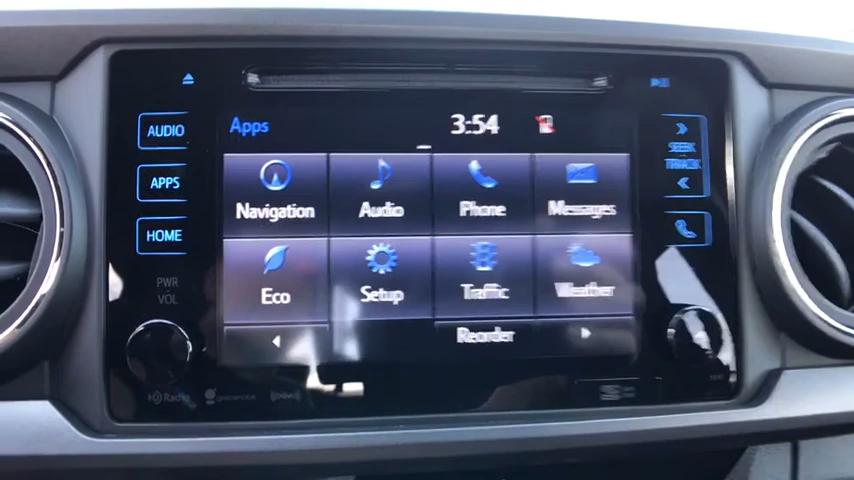 Apps 3:54
AUDIO
SEEK
TRACK
APPS
Navigation Audio Phone Messages
HOME
PWR
VOL
Eco Setup Traffic Weather
Reorder
HD Radio